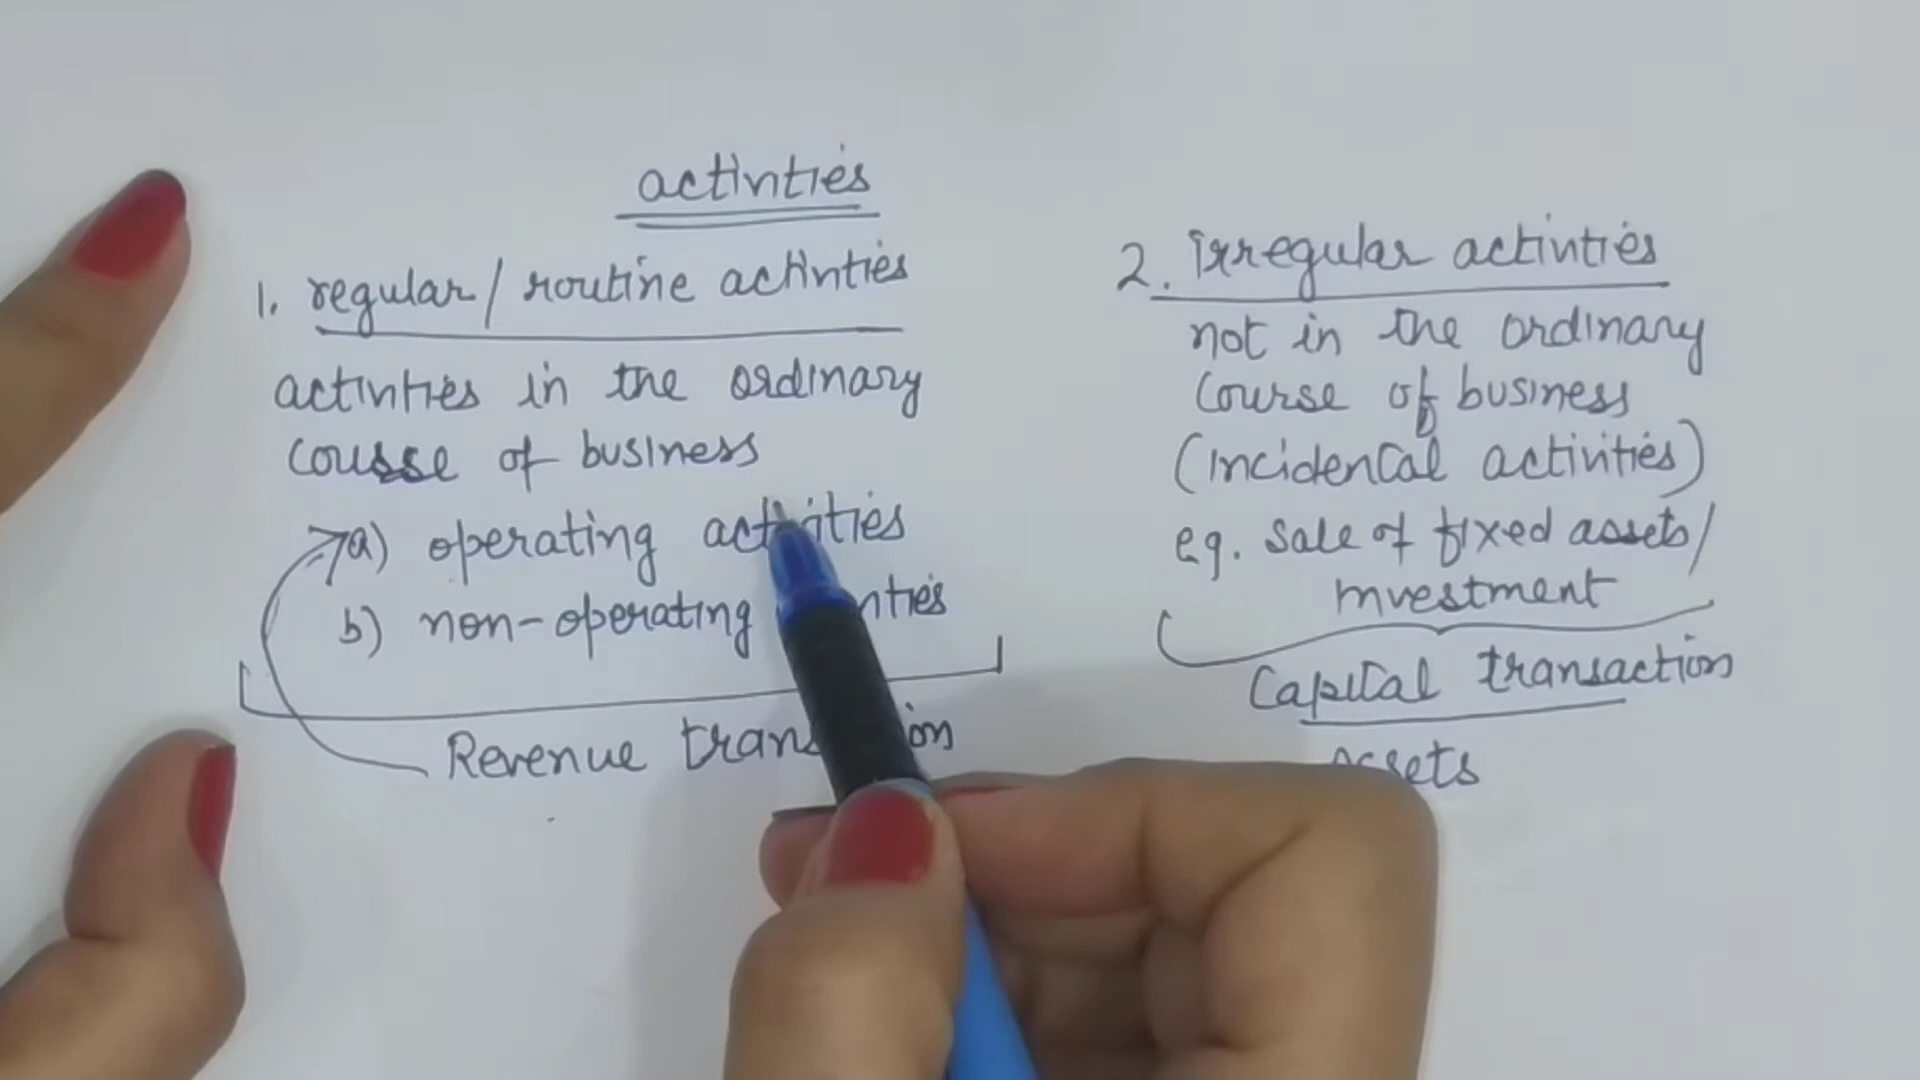 activities
1. regular/routine activities
activities in the ordinary
course of business
a) operating activities
b) non-operating
Revenue
2. Irregular activities
not in the ordinary
course of business
(incidental activities)
eg. sale of fixed assets/
investment
Capital transaction
assets